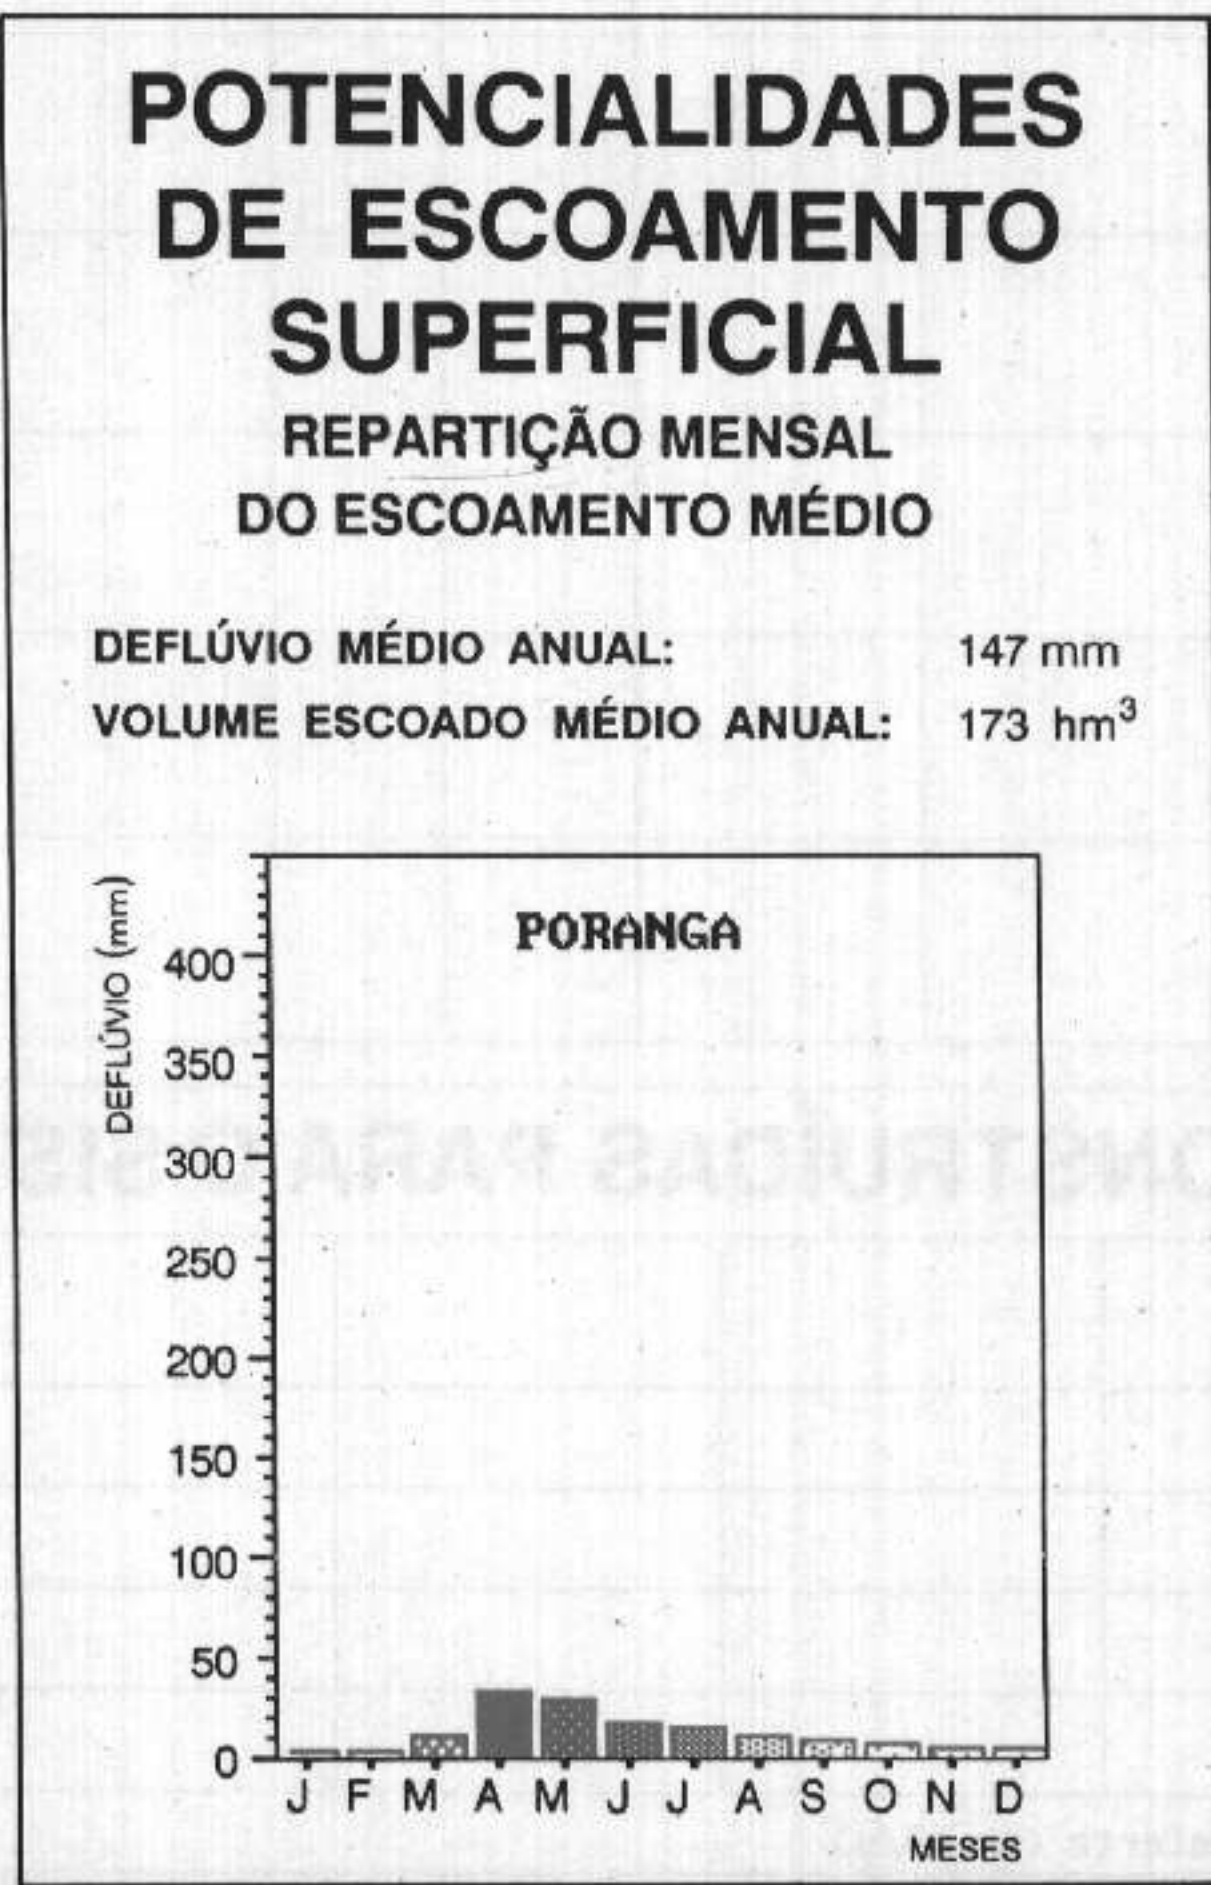 POTENCIALIDADES
DE ESCOAMENTO
SUPERFICIAL
REPARTIÇÃO MENSAL
DO ESCOAMENTO MÉDIO
DEFLÚVIO MÉDIO ANUAL: 147 mm
VOLUME ESCOADO MÉDIO ANUAL: 173 hm³
DEFLÚVIO (mm)
PORANGA
400
350
300
250
200
150
100
50
0
J F M A M J J A S O N D
MESES